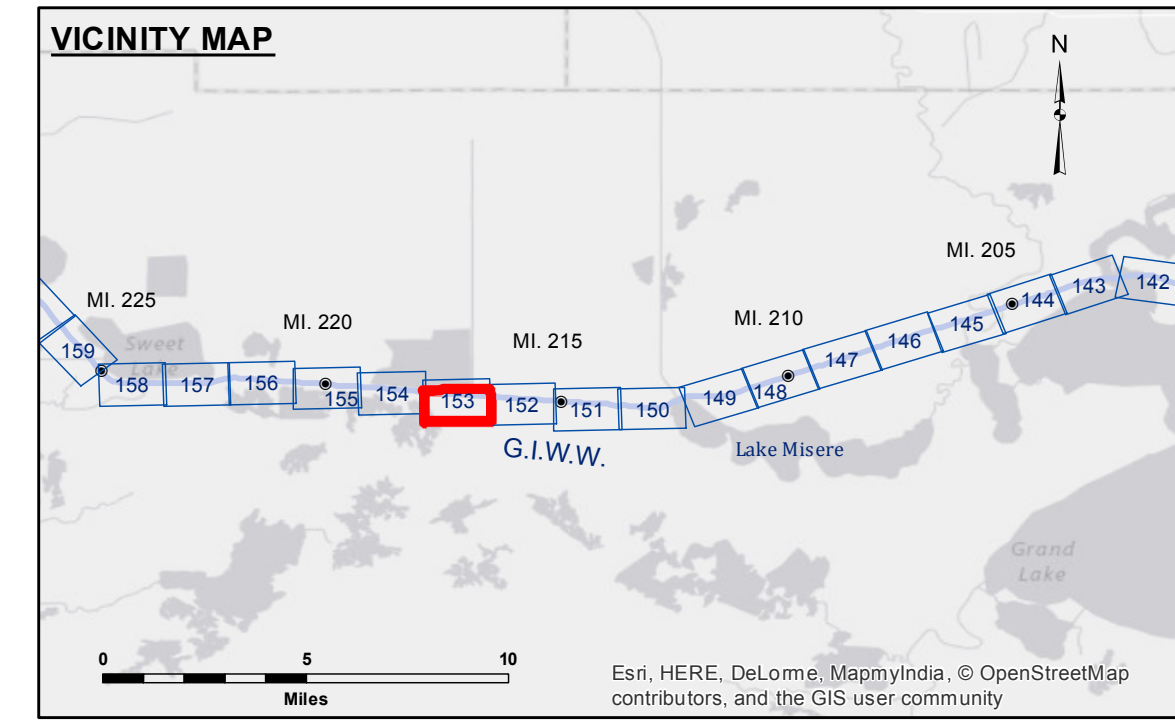 VICINITY MAP
N
MI. 205
MI. 225
MI. 220
MI. 210
MI. 215
142
143
144
145
146
147
148
149
150
151
152
153
154
155
156
157
158
159
Sweet
Lake
G.I.W.W.
Lake Misere
Grand
Lake
0 5 10
Miles
Esri, HERE, DeLorme, MapmyIndia, © OpenStreetMap
contributors, and the GIS user community